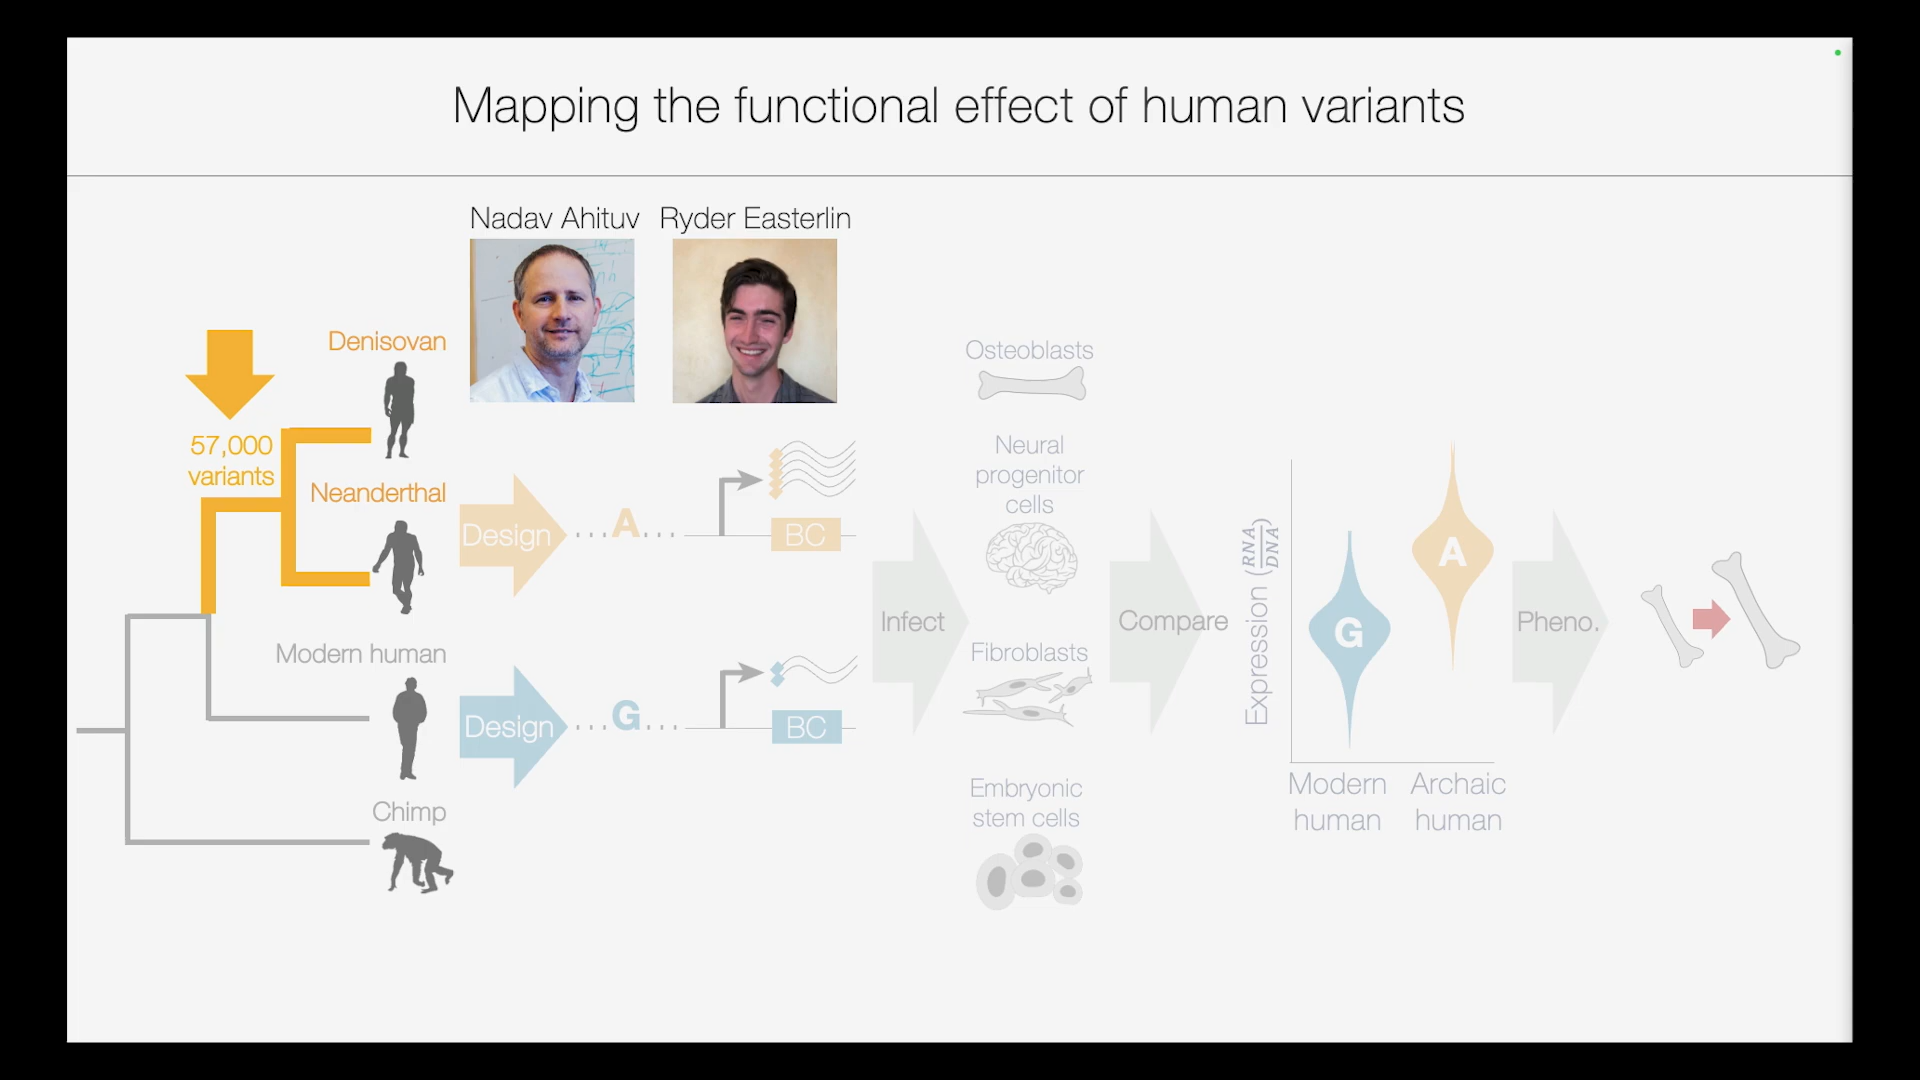 Mapping the functional effect of human variants
Nadav Ahituv
Ryder Easterlin
Denisovan
57,000
variants
Neanderthal
Modern human
Chimp
Design
...A...
BC
Design
...G...
BC
Infect
Osteoblasts
Neural
progenitor
cells
Fibroblasts
Embryonic
stem cells
Compare
Expression (RNA/DNA)
G
A
Modern
human
Archaic
human
Pheno.